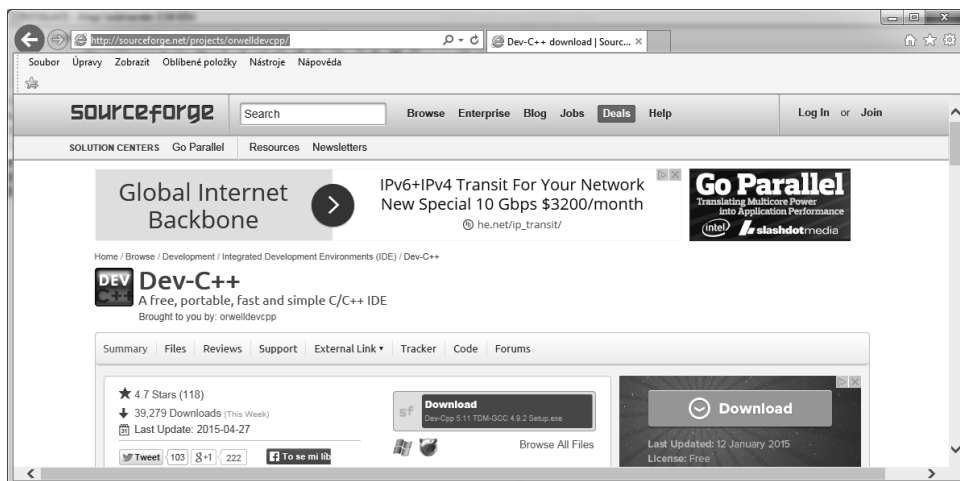 http://sourceforge.net/projects/orwelldevcpp/
Dev-C++ download | Sourc...
Soubor Úpravy Zobrazit Oblíbené položky Nástroje Nápověda
sourceforge
Search
Browse Enterprise Blog Jobs Deals Help
Log In or Join
SOLUTION CENTERS Go Parallel Resources Newsletters
Global Internet
Backbone
IPv6+IPv4 Transit For Your Network
New Special 10 Gbps $3200/month
he.net/ip_transit/
Go Parallel
Translating Multicore Power
into Application Performance
intel slashdotmedia
Home / Browse / Development / Integrated Development Environments (IDE) / Dev-C++
DEV
C++
Dev-C++
A free, portable, fast and simple C/C++ IDE
Brought to you by: orwelldevcpp
Summary Files Reviews Support External Link Tracker Code Forums
4.7 Stars (118)
39,279 Downloads (This Week)
Last Update: 2015-04-27
Tweet 103 g+1 222 To se mi líb
sf
Download
Dev-Cpp 5.11 TDM-GCC 4.9.2 Setup.exe
Browse All Files
Download
Last Updated: 12 January 2015
License: Free